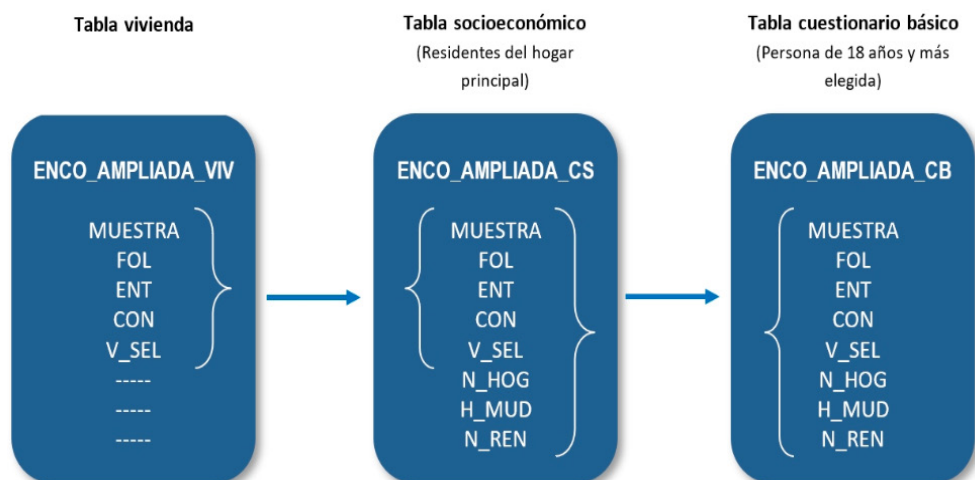 Tabla vivienda
Tabla socioeconómico
(Residentes del hogar
principal)
Tabla cuestionario básico
(Persona de 18 años y más
elegida)
ENCO_AMPLIADA_VIV
MUESTRA
FOL
ENT
CON
V_SEL
-----
-----
-----
ENCO_AMPLIADA_CS
MUESTRA
FOL
ENT
CON
V_SEL
N_HOG
H_MUD
N_REN
ENCO_AMPLIADA_CB
MUESTRA
FOL
ENT
CON
V_SEL
N_HOG
H_MUD
N_REN